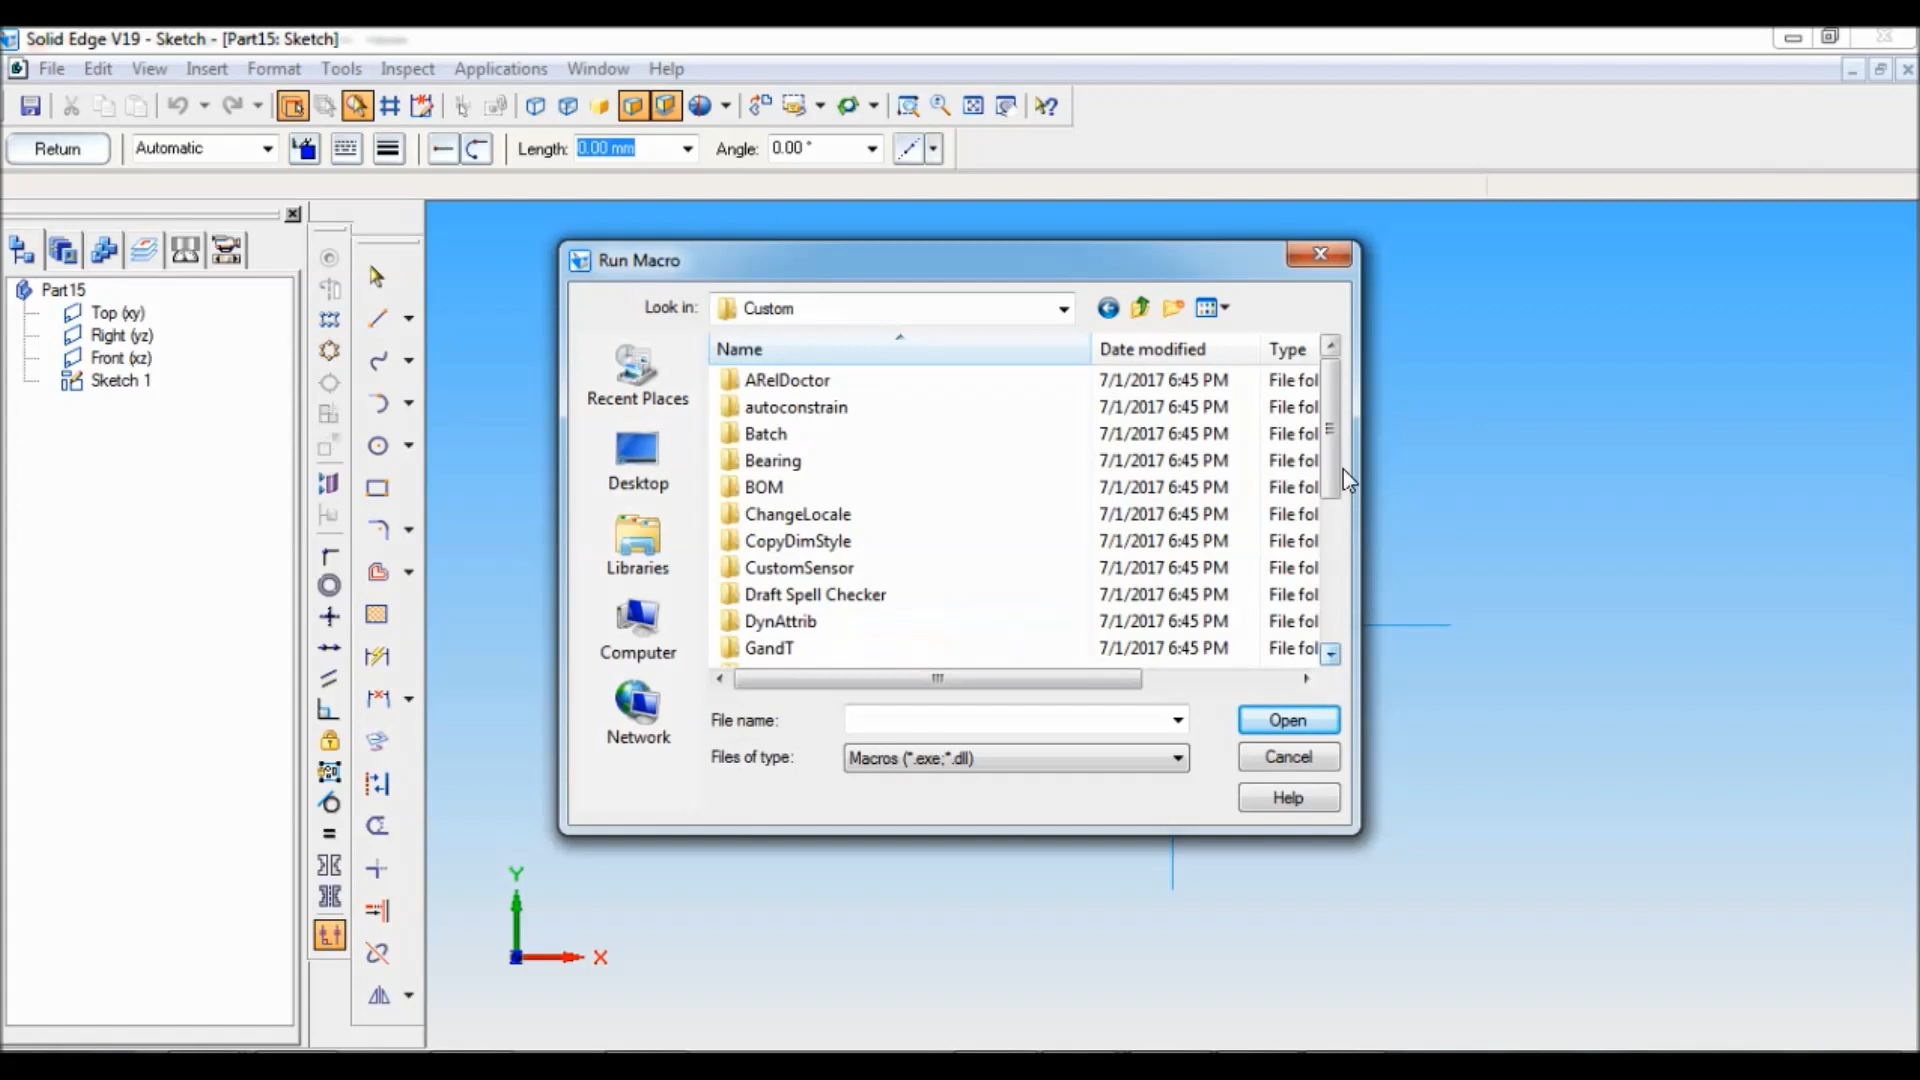 Solid Edge V19 - Sketch - [Part15: Sketch]
File Edit View Insert Format Tools Inspect Applications Window Help
Return Automatic Length: 0.00 mm Angle: 0.00 °
Part15
Top (xy)
Right (yz)
Front (xz)
Sketch 1
Run Macro
Look in: Custom
Recent Places
Desktop
Libraries
Computer
Network
Name Date modified Type
ARelDoctor 7/1/2017 6:45 PM File fol
autoconstrain 7/1/2017 6:45 PM File fol
Batch 7/1/2017 6:45 PM File fol
Bearing 7/1/2017 6:45 PM File fol
BOM 7/1/2017 6:45 PM File fol
ChangeLocale 7/1/2017 6:45 PM File fol
CopyDimStyle 7/1/2017 6:45 PM File fol
CustomSensor 7/1/2017 6:45 PM File fol
Draft Spell Checker 7/1/2017 6:45 PM File fol
DynAttrib 7/1/2017 6:45 PM File fol
GandT 7/1/2017 6:45 PM File fol
File name: Open
Files of type: Macros (*.exe;*.dll) Cancel
Help
Y
X